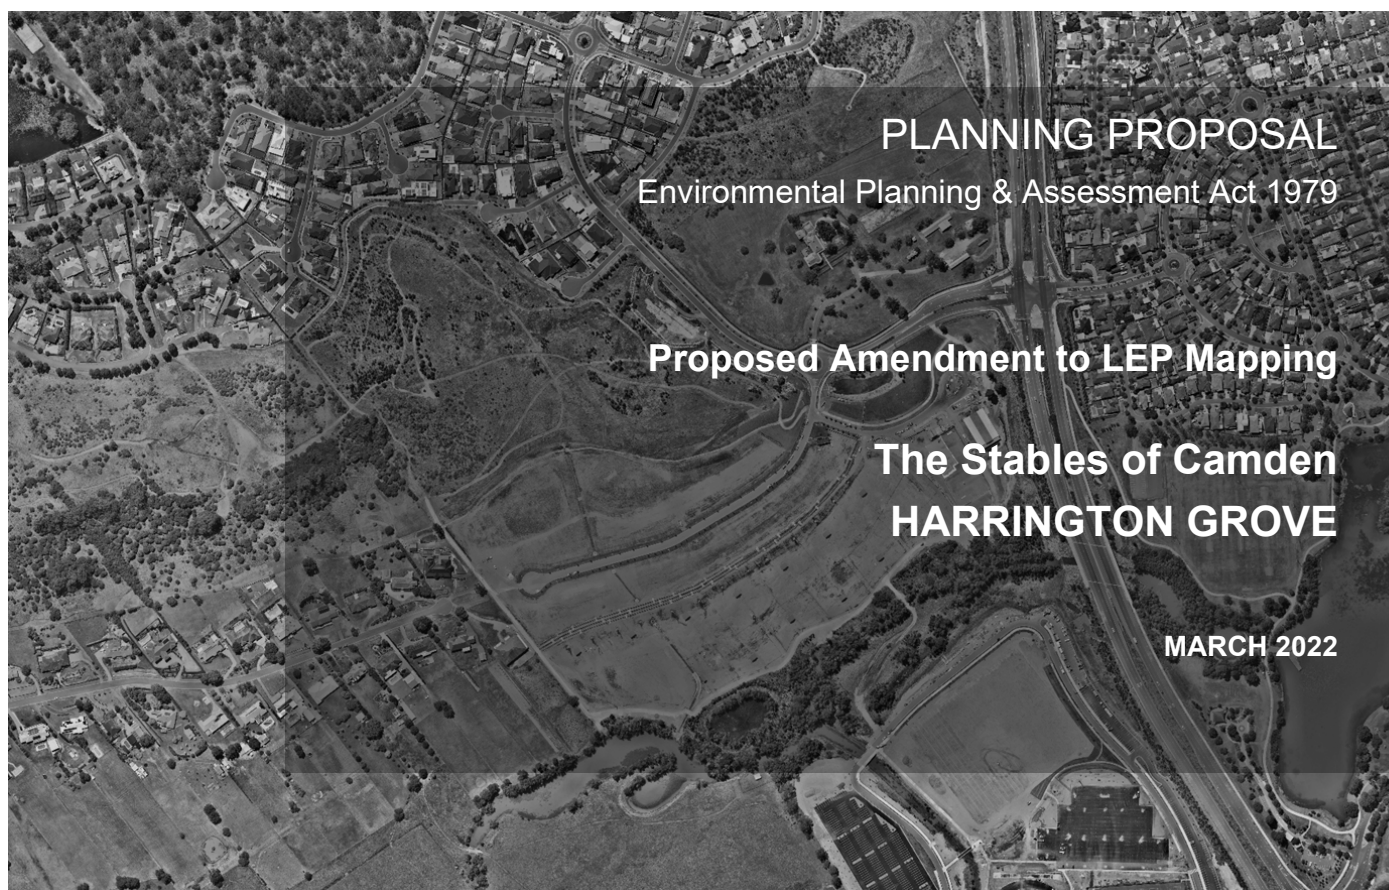 PLANNING PROPOSAL
Environmental Planning & Assessment Act 1979
Proposed Amendment to LEP Mapping
The Stables of Camden
HARRINGTON GROVE
MARCH 2022